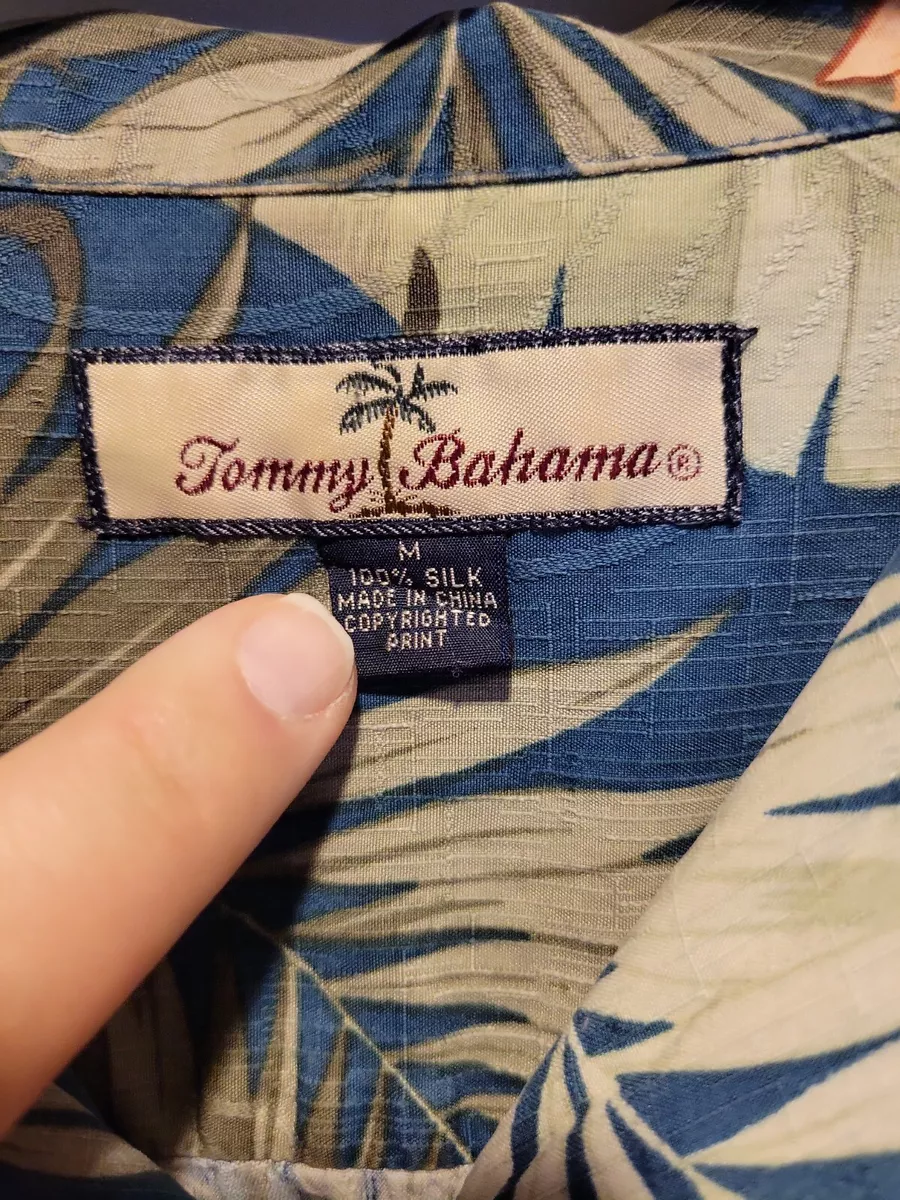 Tommy Bahama®
M
100% SILK
MADE IN CHINA
COPYRIGHTED
PRINT